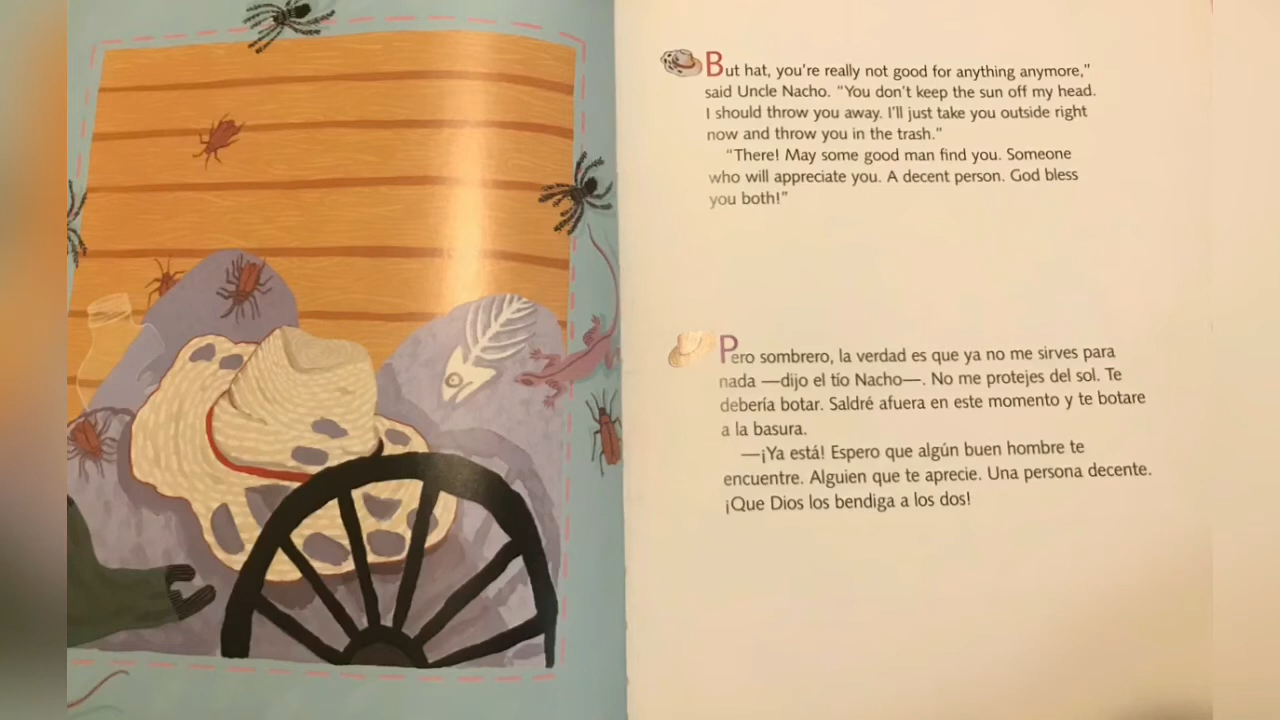 But hat, you're really not good for anything anymore,"
said Uncle Nacho. "You don't keep the sun off my head.
I should throw you away. I'll just take you outside right
now and throw you in the trash."
"There! May some good man find you. Someone
who will appreciate you. A decent person. God bless
you both!"
Pero sombrero, la verdad es que ya no me sirves para
nada —dijo el tío Nacho—. No me protejes del sol. Te
debería botar. Saldré afuera en este momento y te botare
a la basura.
—¡Ya está! Espero que algún buen hombre te
encuentre. Alguien que te aprecie. Una persona decente.
¡Que Dios los bendiga a los dos!